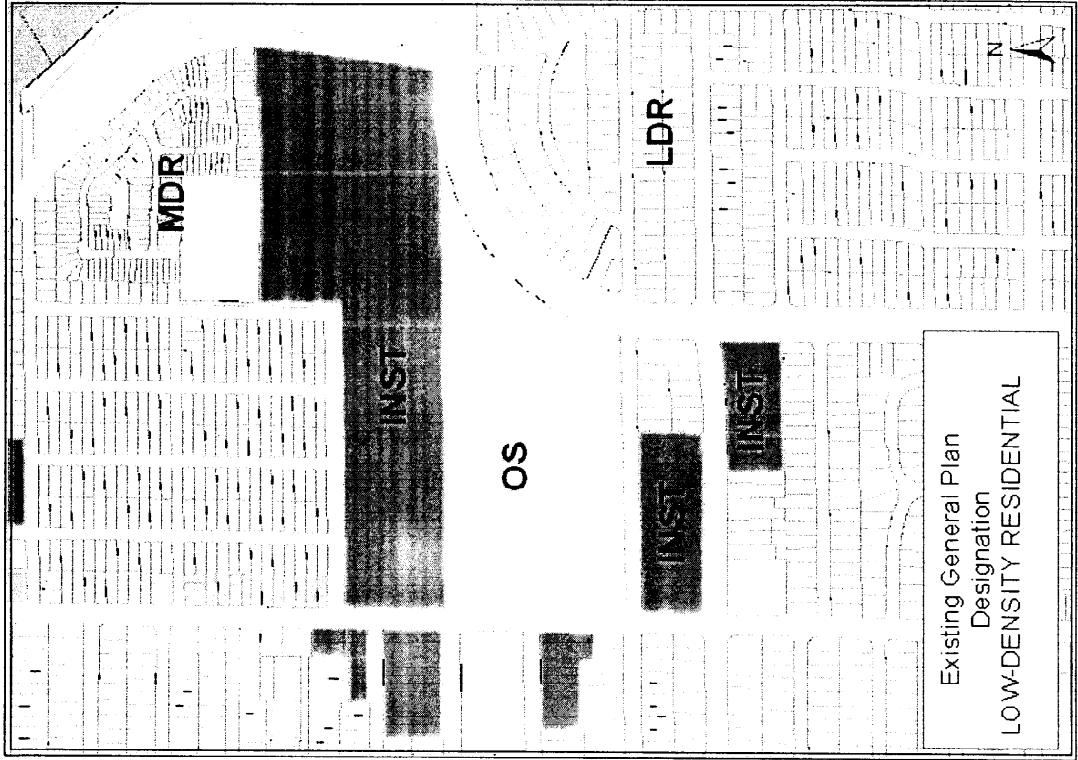 MDR
N
LDR
INST
OS
INST
INST
Existing General Plan
Designation
LOW-DENSITY RESIDENTIAL